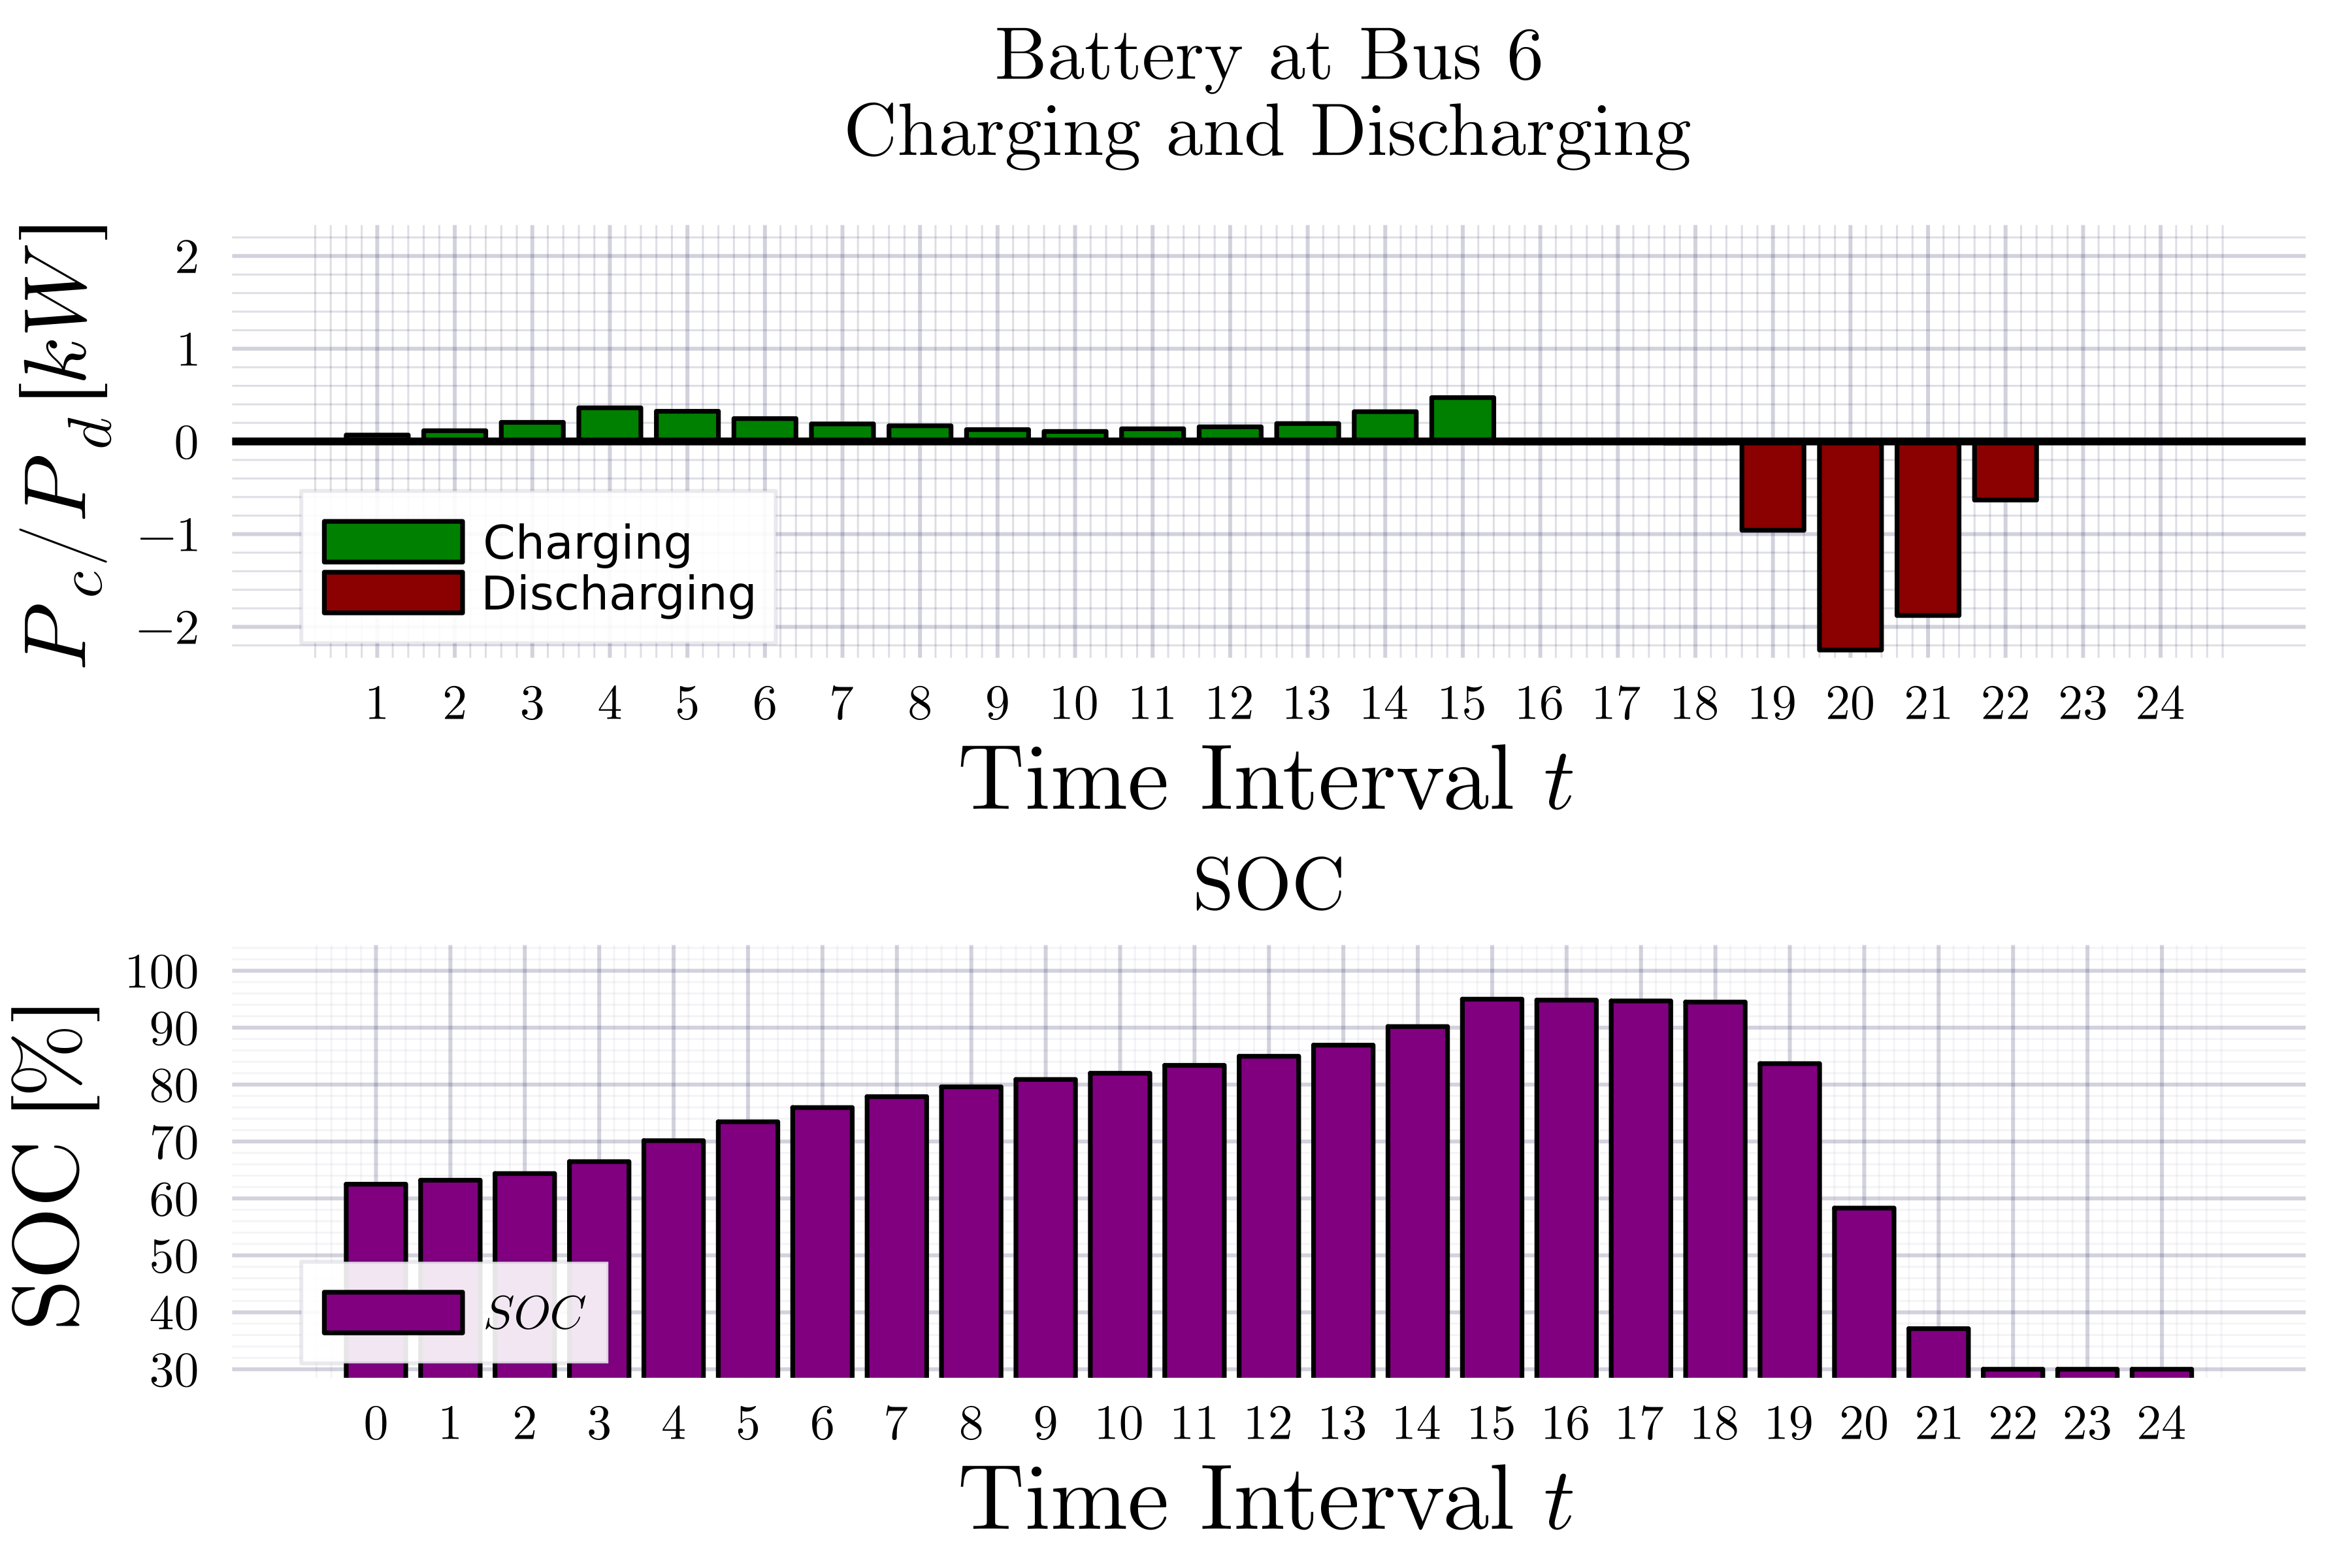 Battery at Bus 6
Charging and Discharging
P_c/P_d [kW]
2
1
0
−1
−2
Charging
Discharging
1 2 3 4 5 6 7 8 9 10 11 12 13 14 15 16 17 18 19 20 21 22 23 24
Time Interval t
SOC
SOC [%]
100
90
80
70
60
50
40
30
SOC
0 1 2 3 4 5 6 7 8 9 10 11 12 13 14 15 16 17 18 19 20 21 22 23 24
Time Interval t